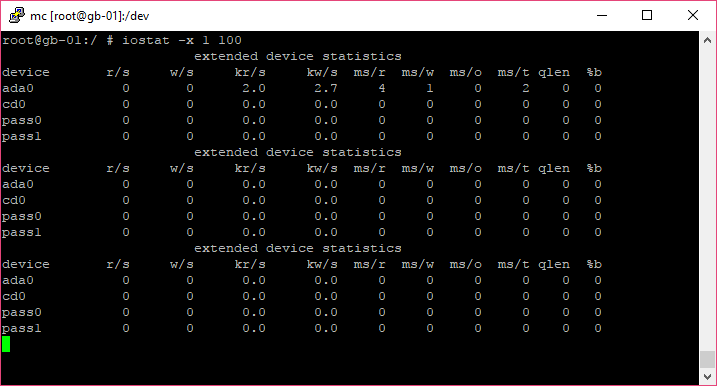 mc [root@gb-01]:/dev
root@gb-01:/ # iostat -x 1 100
extended device statistics
device r/s w/s kr/s kw/s ms/r ms/w ms/o ms/t qlen %b
ada0 0 0 2.0 2.7 4 1 0 2 0 0
cd0 0 0 0.0 0.0 0 0 0 0 0 0
pass0 0 0 0.0 0.0 0 0 0 0 0 0
pass1 0 0 0.0 0.0 0 0 0 0 0 0
extended device statistics
device r/s w/s kr/s kw/s ms/r ms/w ms/o ms/t qlen %b
ada0 0 0 0.0 0.0 0 0 0 0 0 0
cd0 0 0 0.0 0.0 0 0 0 0 0 0
pass0 0 0 0.0 0.0 0 0 0 0 0 0
pass1 0 0 0.0 0.0 0 0 0 0 0 0
extended device statistics
device r/s w/s kr/s kw/s ms/r ms/w ms/o ms/t qlen %b
ada0 0 0 0.0 0.0 0 0 0 0 0 0
cd0 0 0 0.0 0.0 0 0 0 0 0 0
pass0 0 0 0.0 0.0 0 0 0 0 0 0
pass1 0 0 0.0 0.0 0 0 0 0 0 0